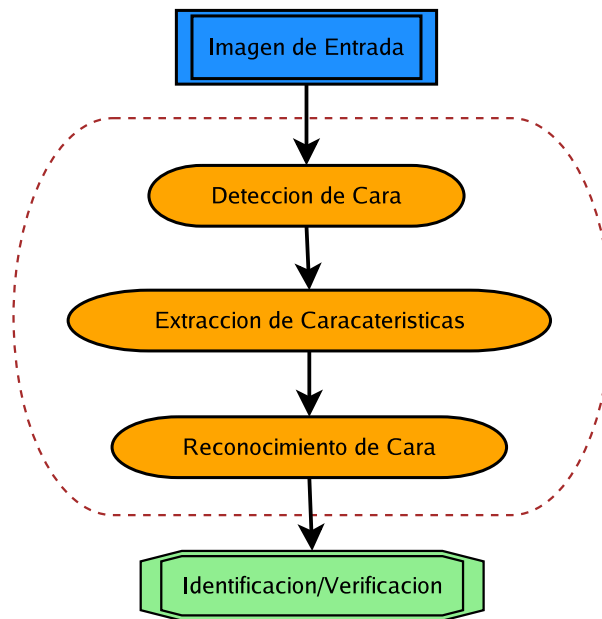 Imagen de Entrada
Deteccion de Cara
Extraccion de Caracateristicas
Reconocimiento de Cara
Identificacion/Verificacion